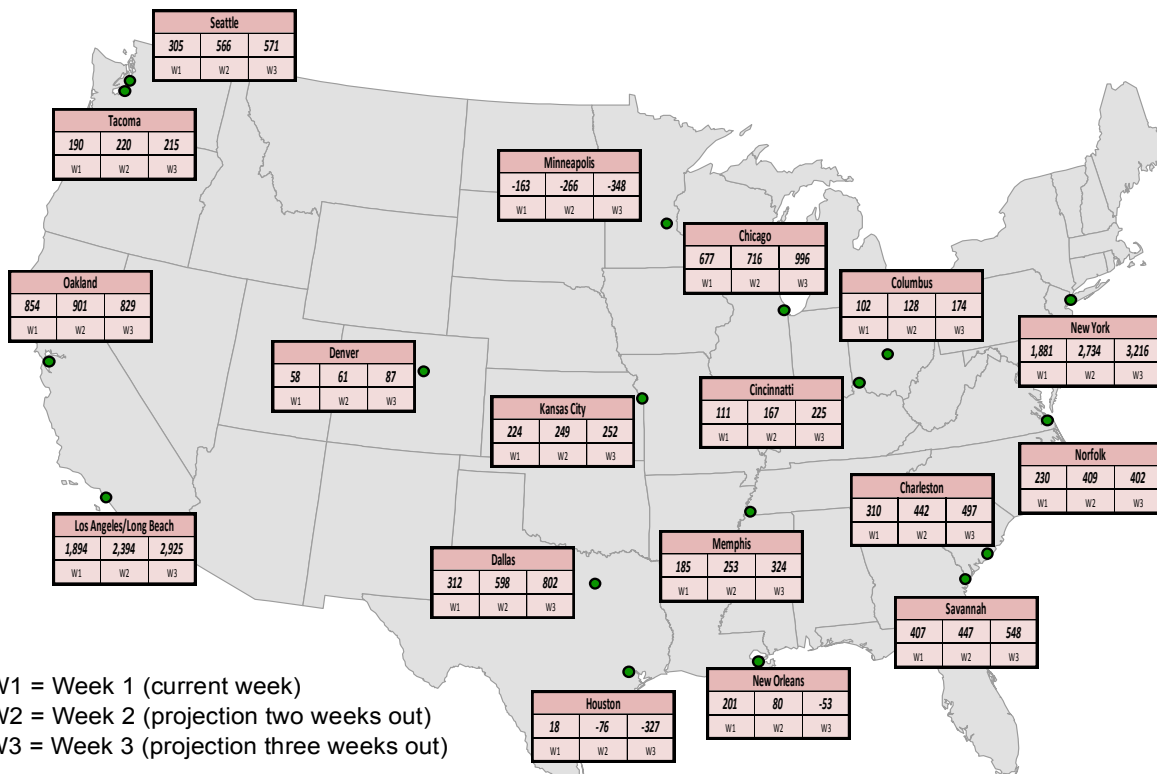 Seattle
305 566 571
W1 W2 W3
Tacoma
190 220 215
W1 W2 W3
Minneapolis
-163 -266 -348
W1 W2 W3
Chicago
677 716 996
W1 W2 W3
Oakland
854 901 829
W1 W2 W3
Columbus
102 128 174
W1 W2 W3
New York
1,881 2,734 3,216
W1 W2 W3
Denver
58 61 87
W1 W2 W3
Cincinnatti
111 167 225
W1 W2 W3
Kansas City
224 249 252
W1 W2 W3
Norfolk
230 409 402
W1 W2 W3
Charleston
310 442 497
W1 W2 W3
Los Angeles/Long Beach
1,894 2,394 2,925
W1 W2 W3
Memphis
185 253 324
W1 W2 W3
Dallas
312 598 802
W1 W2 W3
Savannah
407 447 548
W1 W2 W3
New Orleans
201 80 -53
W1 W2 W3
Houston
18 -76 -327
W1 W2 W3
W1 = Week 1 (current week)
W2 = Week 2 (projection two weeks out)
W3 = Week 3 (projection three weeks out)